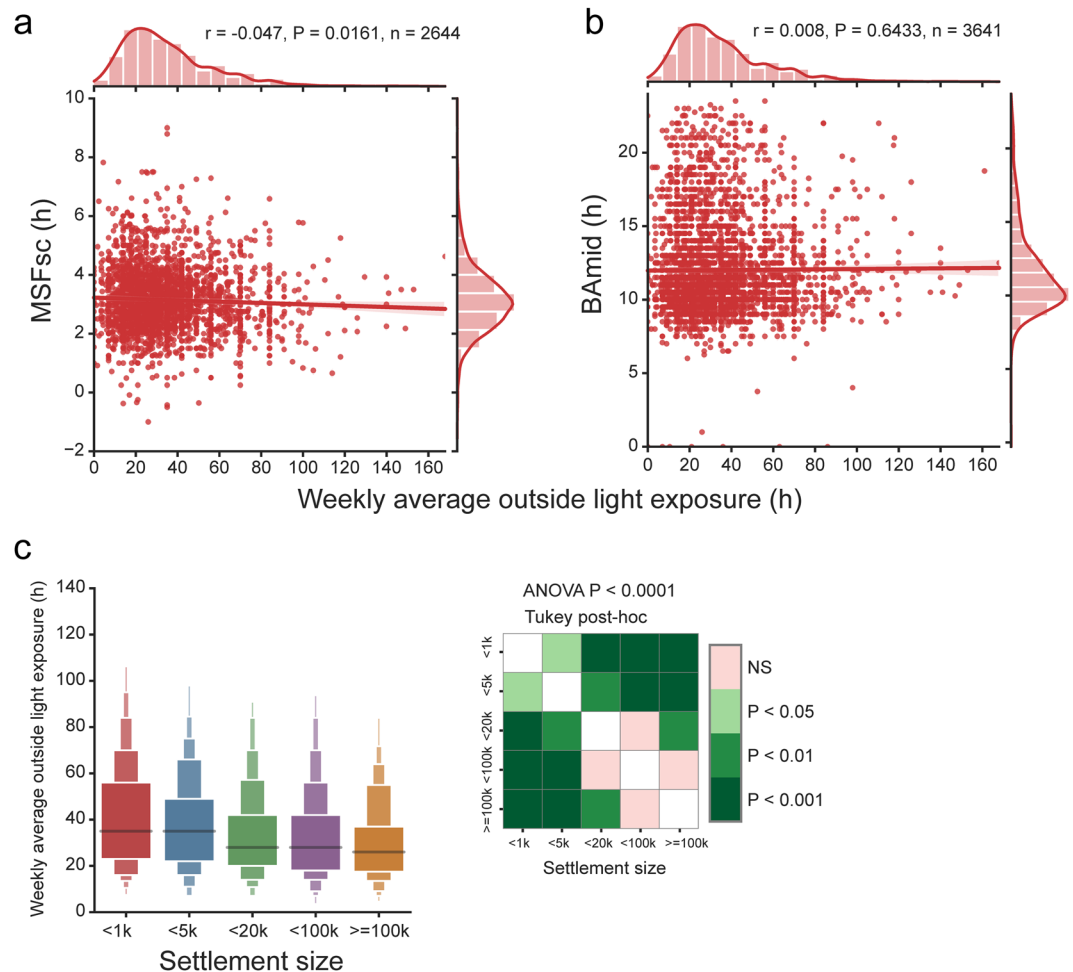 a
r = -0.047, P = 0.0161, n = 2644
10
8
6
4
2
0
−2
MSFsc (h)
0 20 40 60 80 100 120 140 160
b
r = 0.008, P = 0.6433, n = 3641
20
15
10
5
0
BAmid (h)
0 20 40 60 80 100 120 140 160
Weekly average outside light exposure (h)
c
Weekly average outside light exposure (h)
140
120
100
80
60
40
20
0
<1k <5k <20k <100k >=100k
Settlement size
ANOVA P < 0.0001
Tukey post-hoc
<1k
<5k
<20k
<100k
>=100k
<1k <5k <20k <100k >=100k
Settlement size
NS
P < 0.05
P < 0.01
P < 0.001